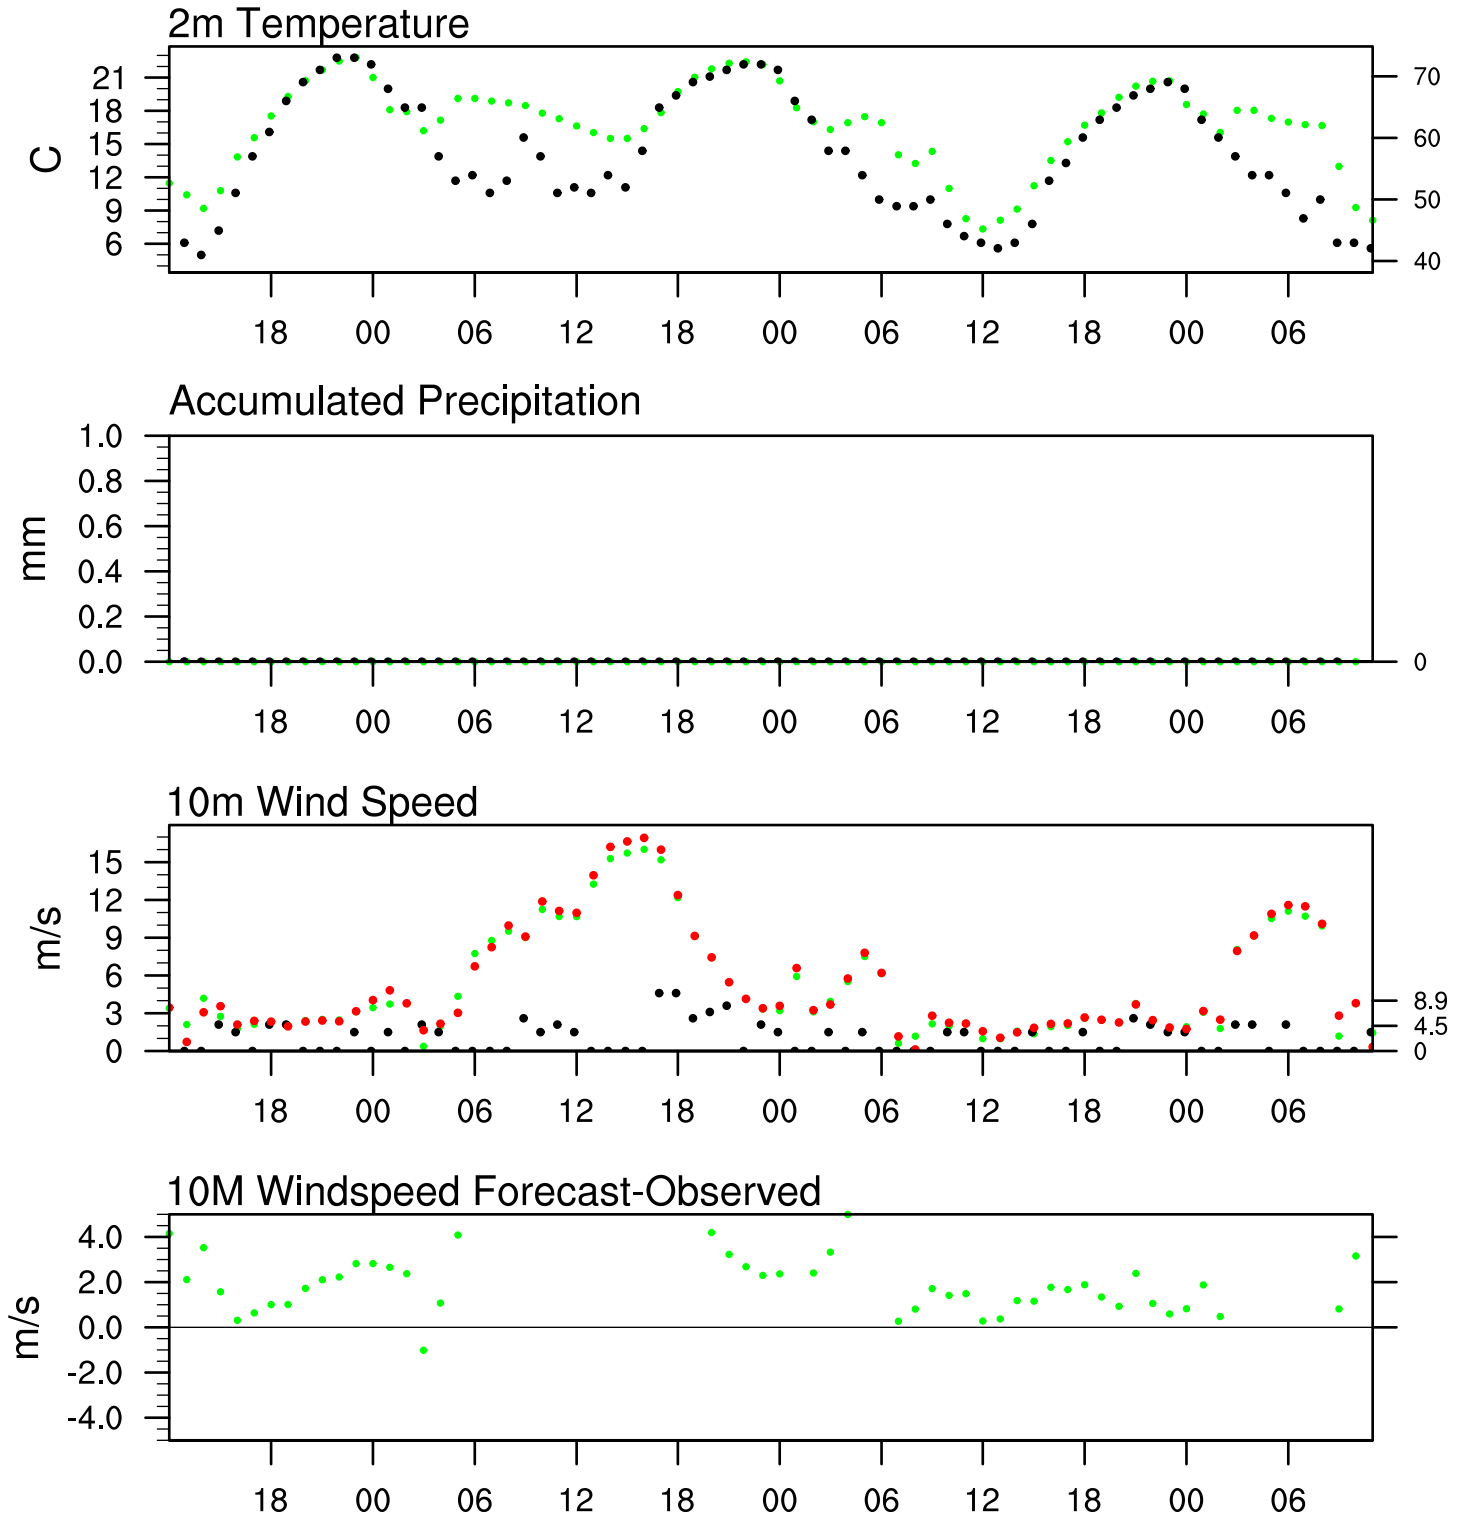 2m Temperature
21
18
15
12
9
6
C
70
60
50
40
18 00 06 12 18 00 06 12 18 00 06
Accumulated Precipitation
1.0
0.8
0.6
0.4
0.2
0.0
mm
0
18 00 06 12 18 00 06 12 18 00 06
10m Wind Speed
15
12
9
6
3
0
m/s
8.9
4.5
0
18 00 06 12 18 00 06 12 18 00 06
10M Windspeed Forecast-Observed
4.0
2.0
0.0
-2.0
-4.0
m/s
18 00 06 12 18 00 06 12 18 00 06